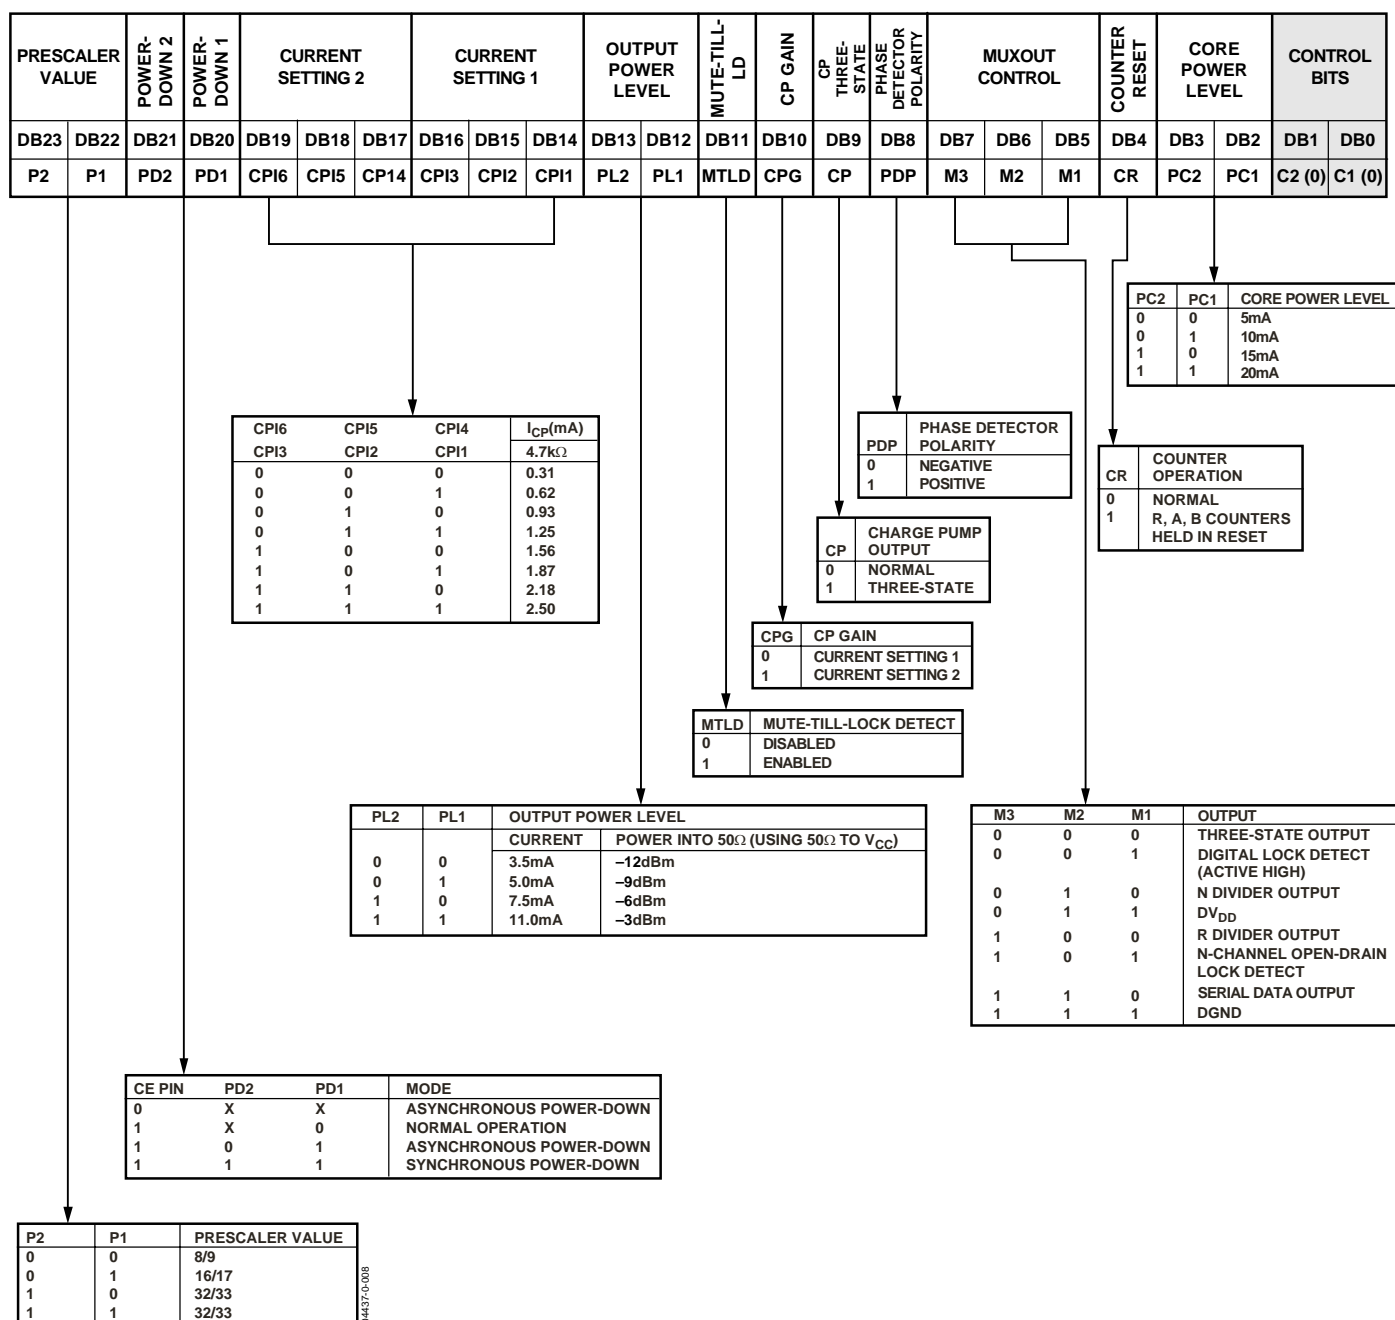 PRESCALER VALUE
POWER-DOWN 2
POWER-DOWN 1
CURRENT SETTING 2
CURRENT SETTING 1
OUTPUT POWER LEVEL
MUTE-TILL-LD
CP GAIN
CP THREE-STATE
PHASE DETECTOR POLARITY
MUXOUT CONTROL
COUNTER RESET
CORE POWER LEVEL
CONTROL BITS
DB23 DB22 DB21 DB20 DB19 DB18 DB17 DB16 DB15 DB14 DB13 DB12 DB11 DB10 DB9 DB8 DB7 DB6 DB5 DB4 DB3 DB2 DB1 DB0
P2 P1 PD2 PD1 CPI6 CPI5 CP14 CPI3 CPI2 CPI1 PL2 PL1 MTLD CPG CP PDP M3 M2 M1 CR PC2 PC1 C2 (0) C1 (0)
PC2 PC1 CORE POWER LEVEL
0 0 5mA
0 1 10mA
1 0 15mA
1 1 20mA
CPI6 CPI5 CPI4 ICP(mA)
CPI3 CPI2 CPI1 4.7kΩ
0 0 0 0.31
0 0 1 0.62
0 1 0 0.93
0 1 1 1.25
1 0 0 1.56
1 0 1 1.87
1 1 0 2.18
1 1 1 2.50
PHASE DETECTOR
PDP POLARITY
0 NEGATIVE
1 POSITIVE
COUNTER
CR OPERATION
0 NORMAL
1 R, A, B COUNTERS
HELD IN RESET
CHARGE PUMP
CP OUTPUT
0 NORMAL
1 THREE-STATE
CPG CP GAIN
0 CURRENT SETTING 1
1 CURRENT SETTING 2
MTLD MUTE-TILL-LOCK DETECT
0 DISABLED
1 ENABLED
PL2 PL1 OUTPUT POWER LEVEL
CURRENT POWER INTO 50Ω (USING 50Ω TO VCC)
0 0 3.5mA –12dBm
0 1 5.0mA –9dBm
1 0 7.5mA –6dBm
1 1 11.0mA –3dBm
M3 M2 M1 OUTPUT
0 0 0 THREE-STATE OUTPUT
0 0 1 DIGITAL LOCK DETECT
(ACTIVE HIGH)
0 1 0 N DIVIDER OUTPUT
0 1 1 DVDD
1 0 0 R DIVIDER OUTPUT
1 0 1 N-CHANNEL OPEN-DRAIN
LOCK DETECT
1 1 0 SERIAL DATA OUTPUT
1 1 1 DGND
CE PIN PD2 PD1 MODE
0 X X ASYNCHRONOUS POWER-DOWN
1 X 0 NORMAL OPERATION
1 0 1 ASYNCHRONOUS POWER-DOWN
1 1 1 SYNCHRONOUS POWER-DOWN
P2 P1 PRESCALER VALUE
0 0 8/9
0 1 16/17
1 0 32/33
1 1 32/33